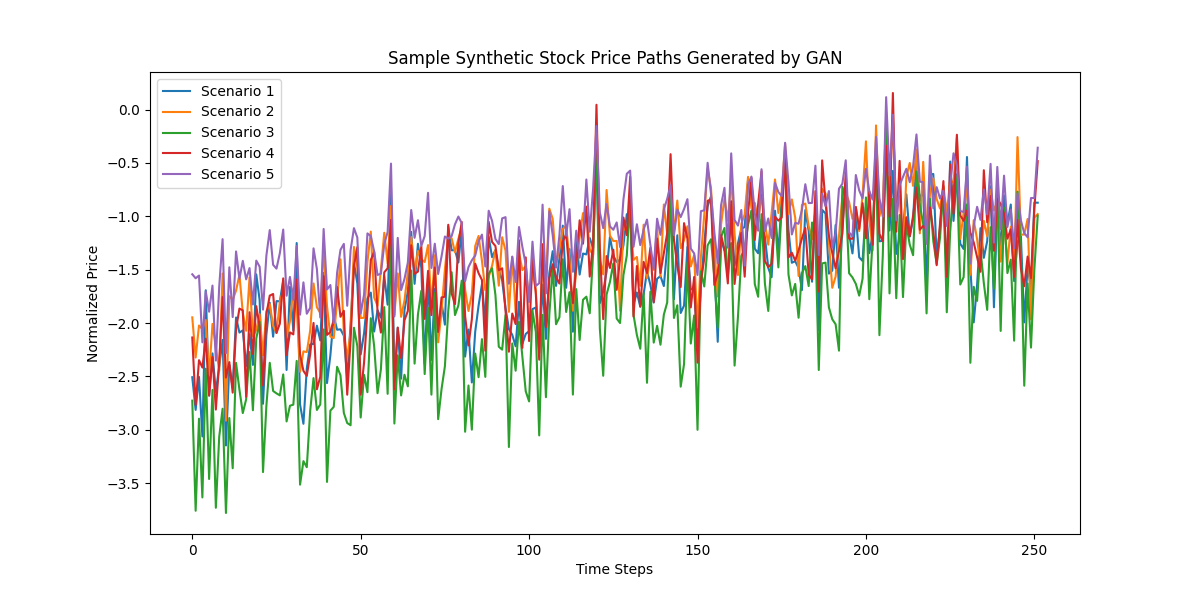 Sample Synthetic Stock Price Paths Generated by GAN
Scenario 1
Scenario 2
Scenario 3
Scenario 4
Scenario 5
Normalized Price
0.0
−0.5
−1.0
−1.5
−2.0
−2.5
−3.0
−3.5
0
50
100
150
200
250
Time Steps